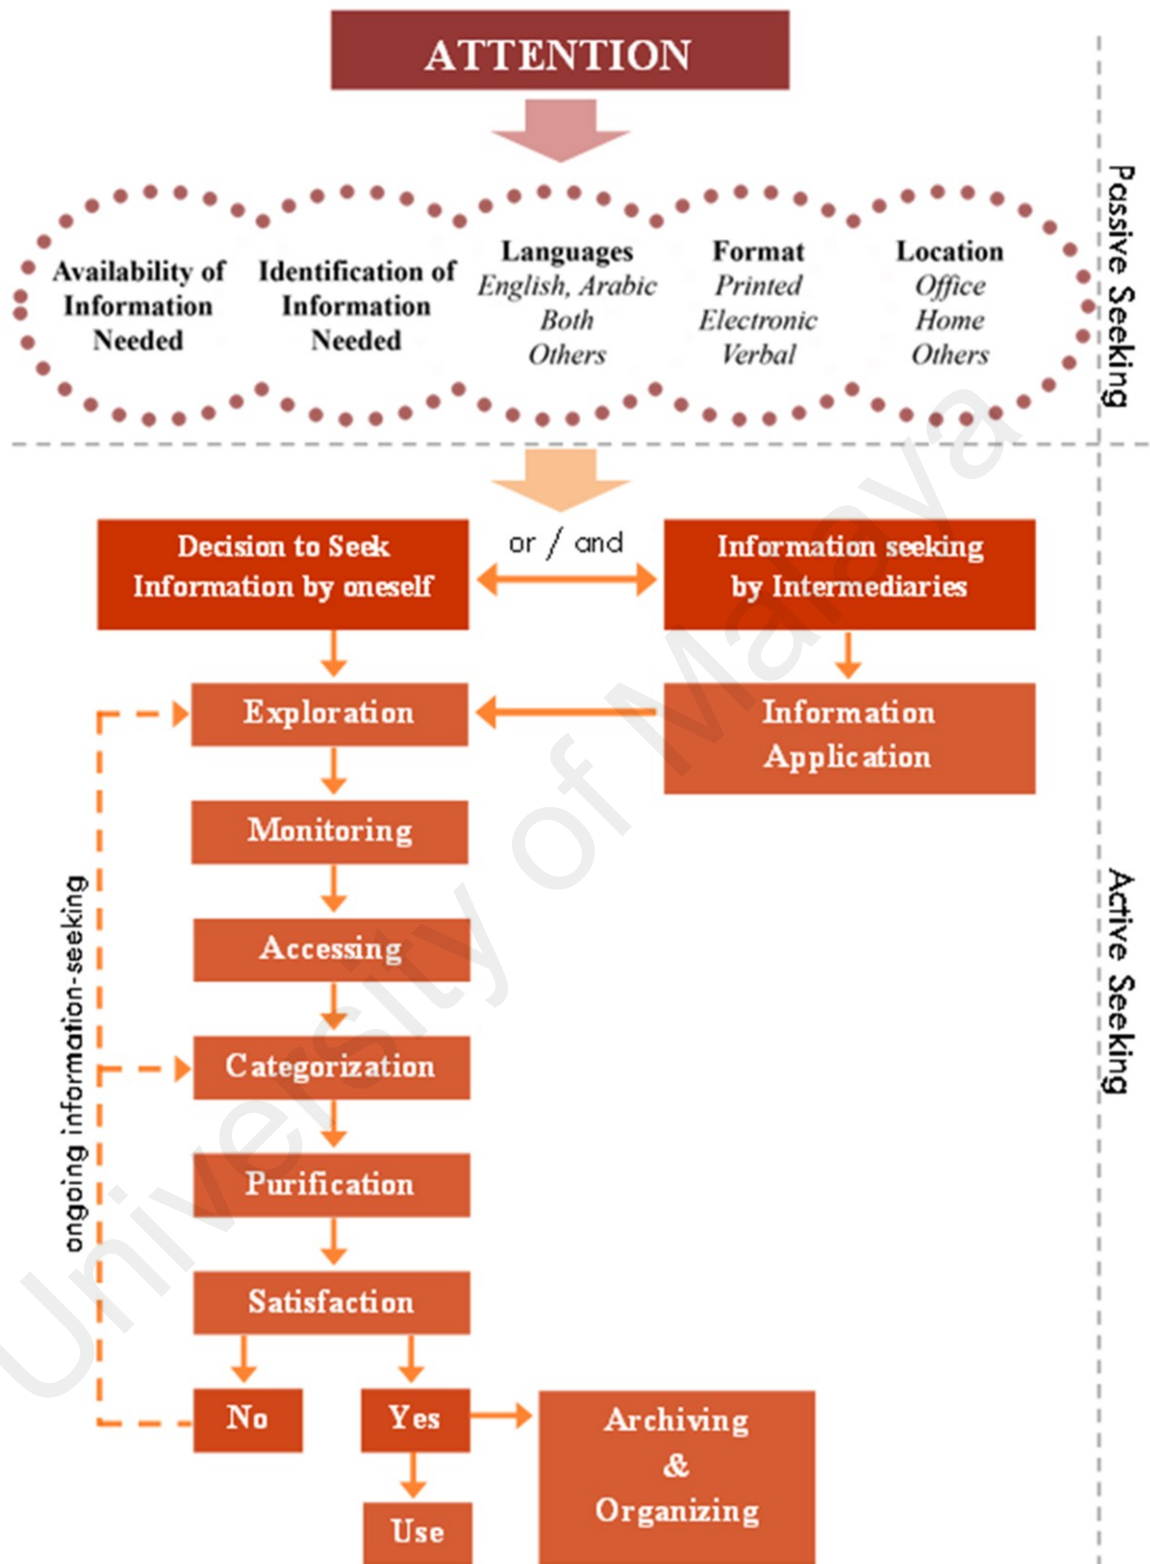 ATTENTION
Availability of
Information
Needed
Identification of
Information
Needed
Languages
English, Arabic
Both
Others
Format
Printed
Electronic
Verbal
Location
Office
Home
Others
Passive Seeking
Decision to Seek
Information by oneself
or / and
Information seeking
by Intermediaries
Exploration
Information
Application
Monitoring
Accessing
Categorization
Purification
Satisfaction
No
Yes
Archiving
&
Organizing
Use
ongoing information-seeking
Active Seeking
University of Malaya